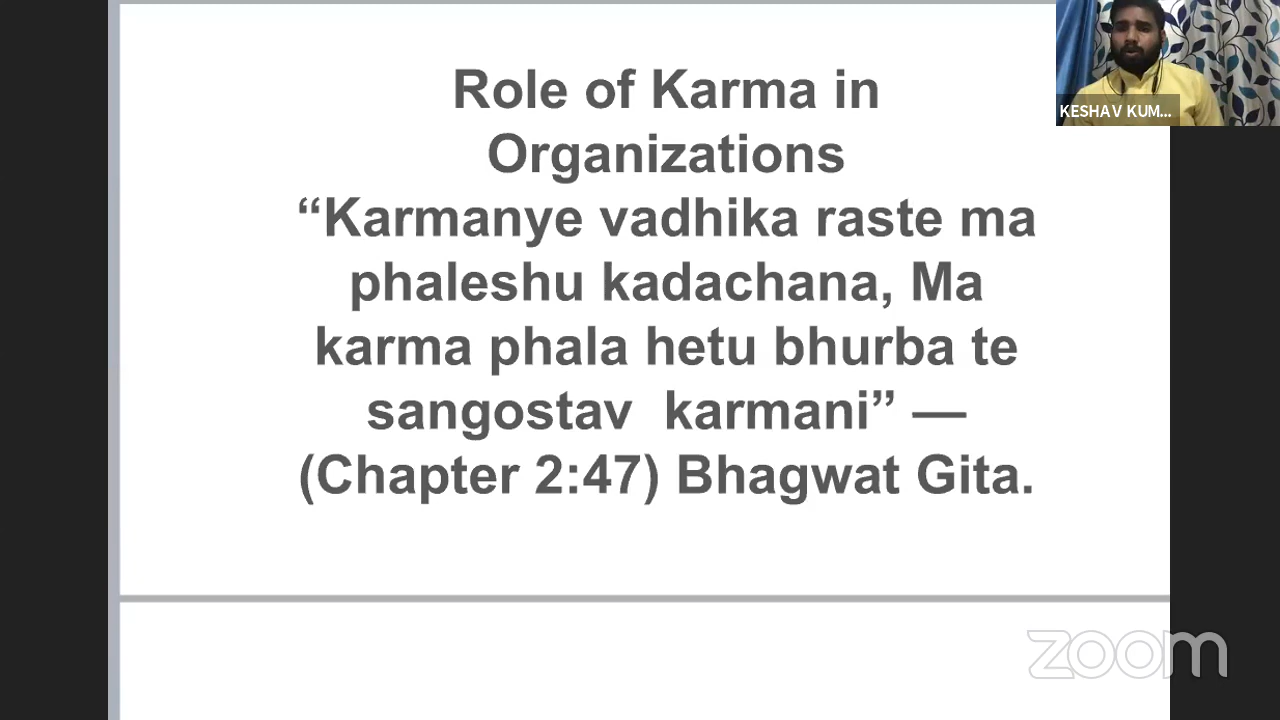 Role of Karma in
Organizations
“Karmanye vadhika raste ma
phaleshu kadachana, Ma
karma phala hetu bhurba te
sangostav  karmani” —
(Chapter 2:47) Bhagwat Gita.
KESHAV KUM...
zoom